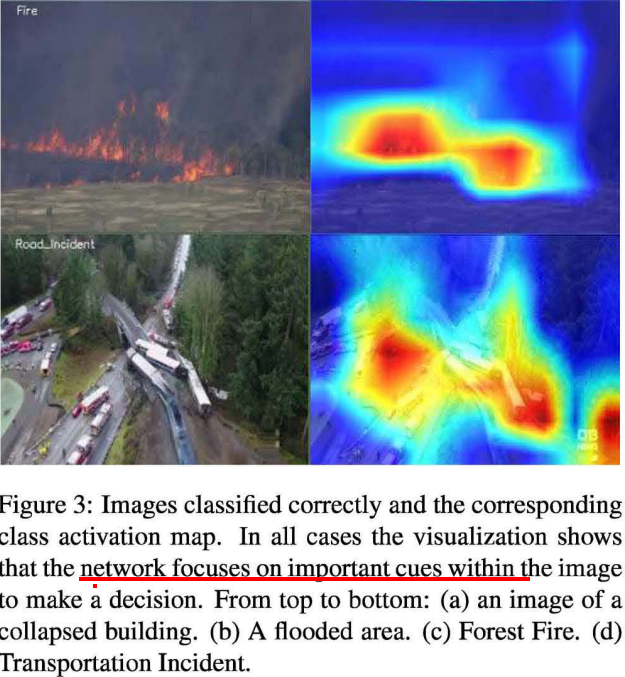 Fire
Road_Incident
Figure 3: Images classified correctly and the corresponding
class activation map. In all cases the visualization shows
that the network focuses on important cues within the image
to make a decision. From top to bottom: (a) an image of a
collapsed building. (b) A flooded area. (c) Forest Fire. (d)
Transportation Incident.